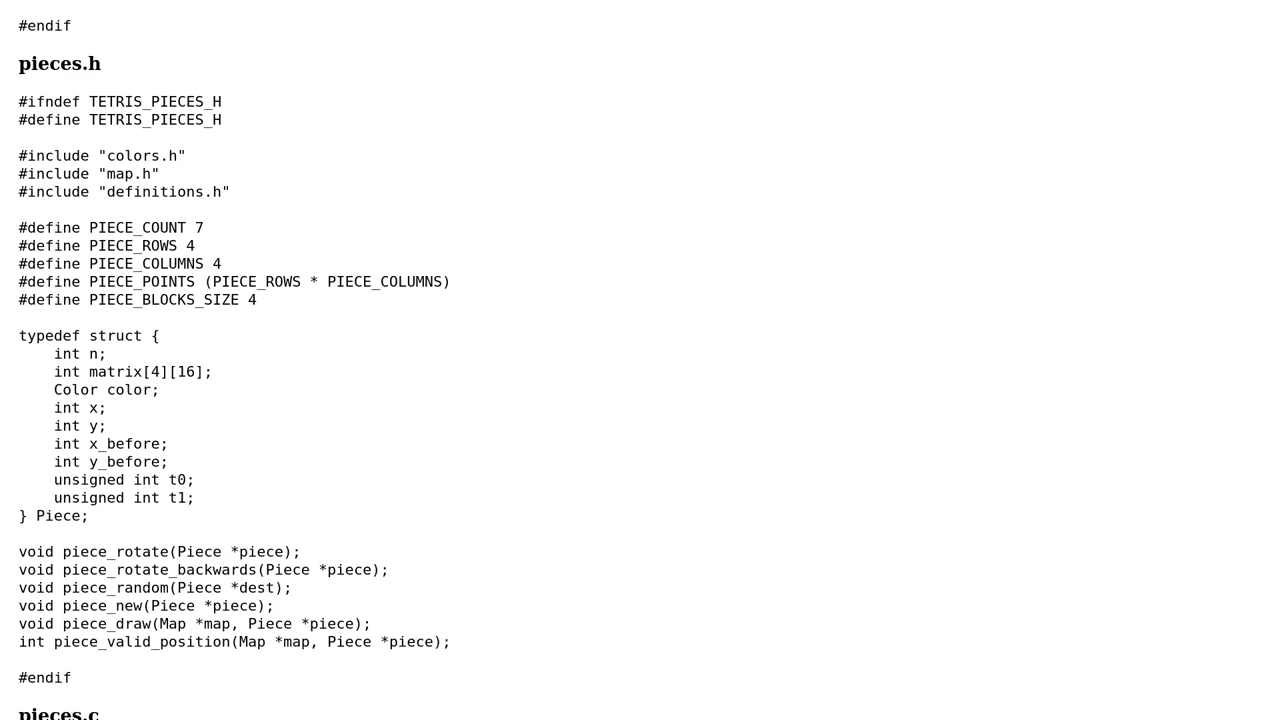 #endif
pieces.h
#ifndef TETRIS_PIECES_H
#define TETRIS_PIECES_H
#include "colors.h"
#include "map.h"
#include "definitions.h"
#define PIECE_COUNT 7
#define PIECE_ROWS 4
#define PIECE_COLUMNS 4
#define PIECE_POINTS (PIECE_ROWS * PIECE_COLUMNS)
#define PIECE_BLOCKS_SIZE 4
typedef struct {
    int n;
    int matrix[4][16];
    Color color;
    int x;
    int y;
    int x_before;
    int y_before;
    unsigned int t0;
    unsigned int t1;
} Piece;
void piece_rotate(Piece *piece);
void piece_rotate_backwards(Piece *piece);
void piece_random(Piece *dest);
void piece_new(Piece *piece);
void piece_draw(Map *map, Piece *piece);
int piece_valid_position(Map *map, Piece *piece);
#endif
pieces.c